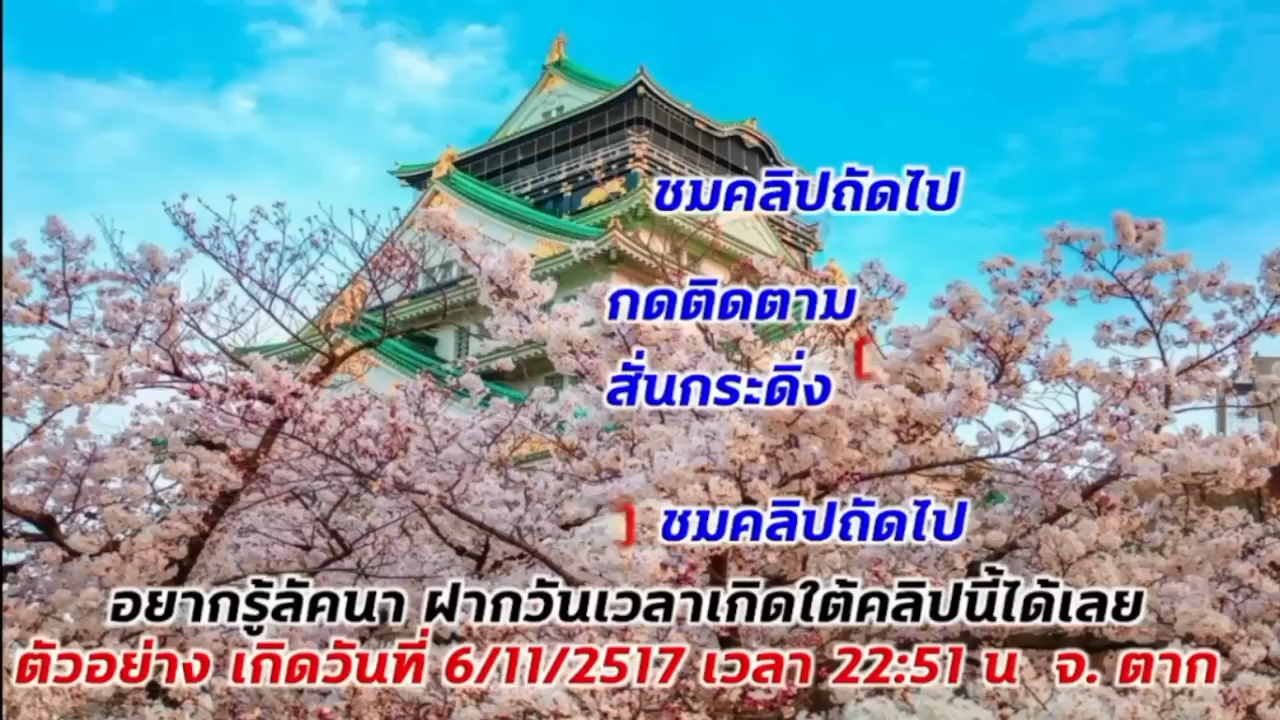 ชมคลิปถัดไป
กดติดตาม
สั่นกระดิ่ง
ชมคลิปถัดไป
อยากรู้ลัคนา ฝากวันเวลาเกิดใต้คลิปนี้ได้เลย
ตัวอย่าง เกิดวันที่ 6/11/2517 เวลา 22:51 น จ. ตาก